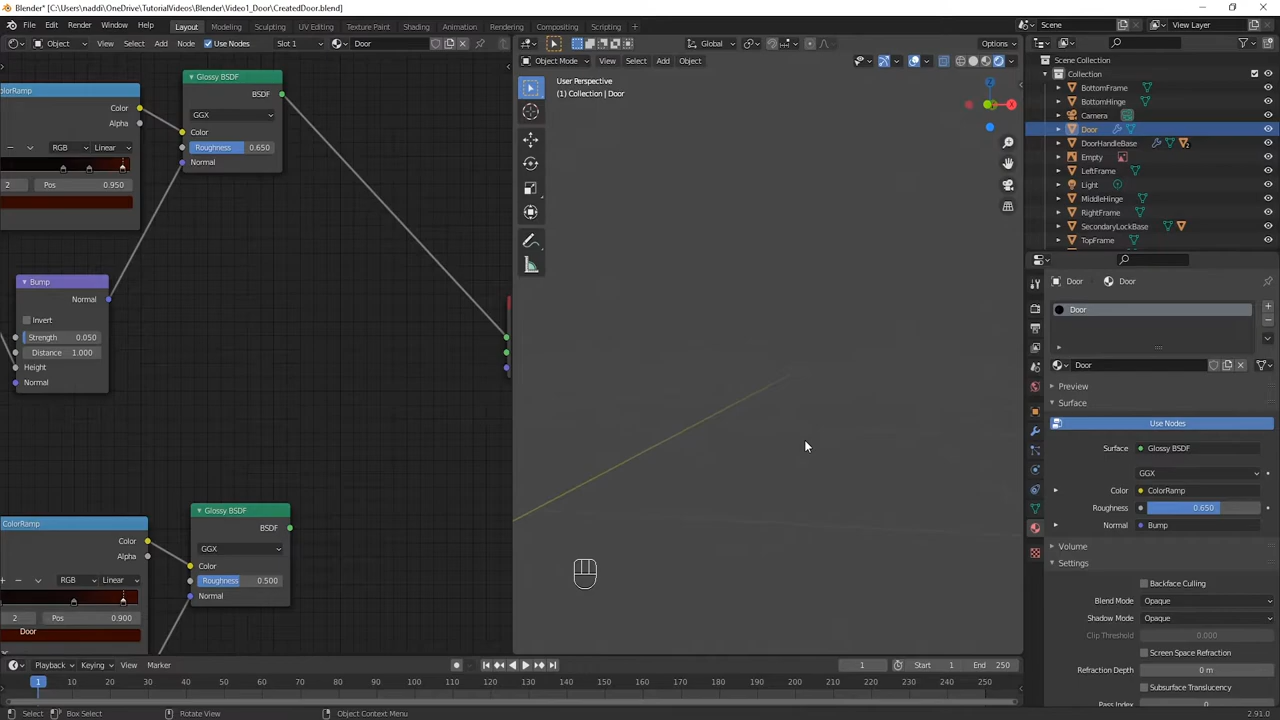 Blender* [C:\Users\naddi\OneDrive\TutorialVideos\Blender\Video1_Door\CreatedDoor.blend]
File Edit Render Window Help Layout Modeling Sculpting UV Editing Texture Paint Shading Animation Rendering Compositing Scripting Scene View Layer
Object View Select Add Node Use Nodes Slot 1 Door Global Options
Object Mode View Select Add Object
User Perspective
(1) Collection | Door
Glossy BSDF
BSDF
GGX
Color
Roughness 0.650
Normal
olorRamp
Color
Alpha
RGB Linear
2 Pos 0.950
Bump
Normal
Invert
Strength 0.050
Distance 1.000
Height
Normal
Glossy BSDF
BSDF
GGX
Color
Roughness 0.500
Normal
ColorRamp
Color
Alpha
RGB Linear
2 Pos 0.900
Door
Scene Collection
Collection
BottomFrame
BottomHinge
Camera
Door
DoorHandleBase
Empty
LeftFrame
Light
MiddleHinge
RightFrame
SecondaryLockBase
TopFrame
Door Door
Door
Door
Preview
Surface
Use Nodes
Surface Glossy BSDF
GGX
Color ColorRamp
Roughness 0.650
Normal Bump
Volume
Settings
Backface Culling
Blend Mode Opaque
Shadow Mode Opaque
Clip Threshold 0.000
Screen Space Refraction
Refraction Depth 0 m
Subsurface Translucency
Pass Index
Playback Keying View Marker 1 Start 1 End 250
1 10 20 30 40 50 60 70 80 90 100 110 120 130 140 150 160 170 180 190 200 210 220 230 240 250
Select Box Select Rotate View Object Context Menu 2.91.0